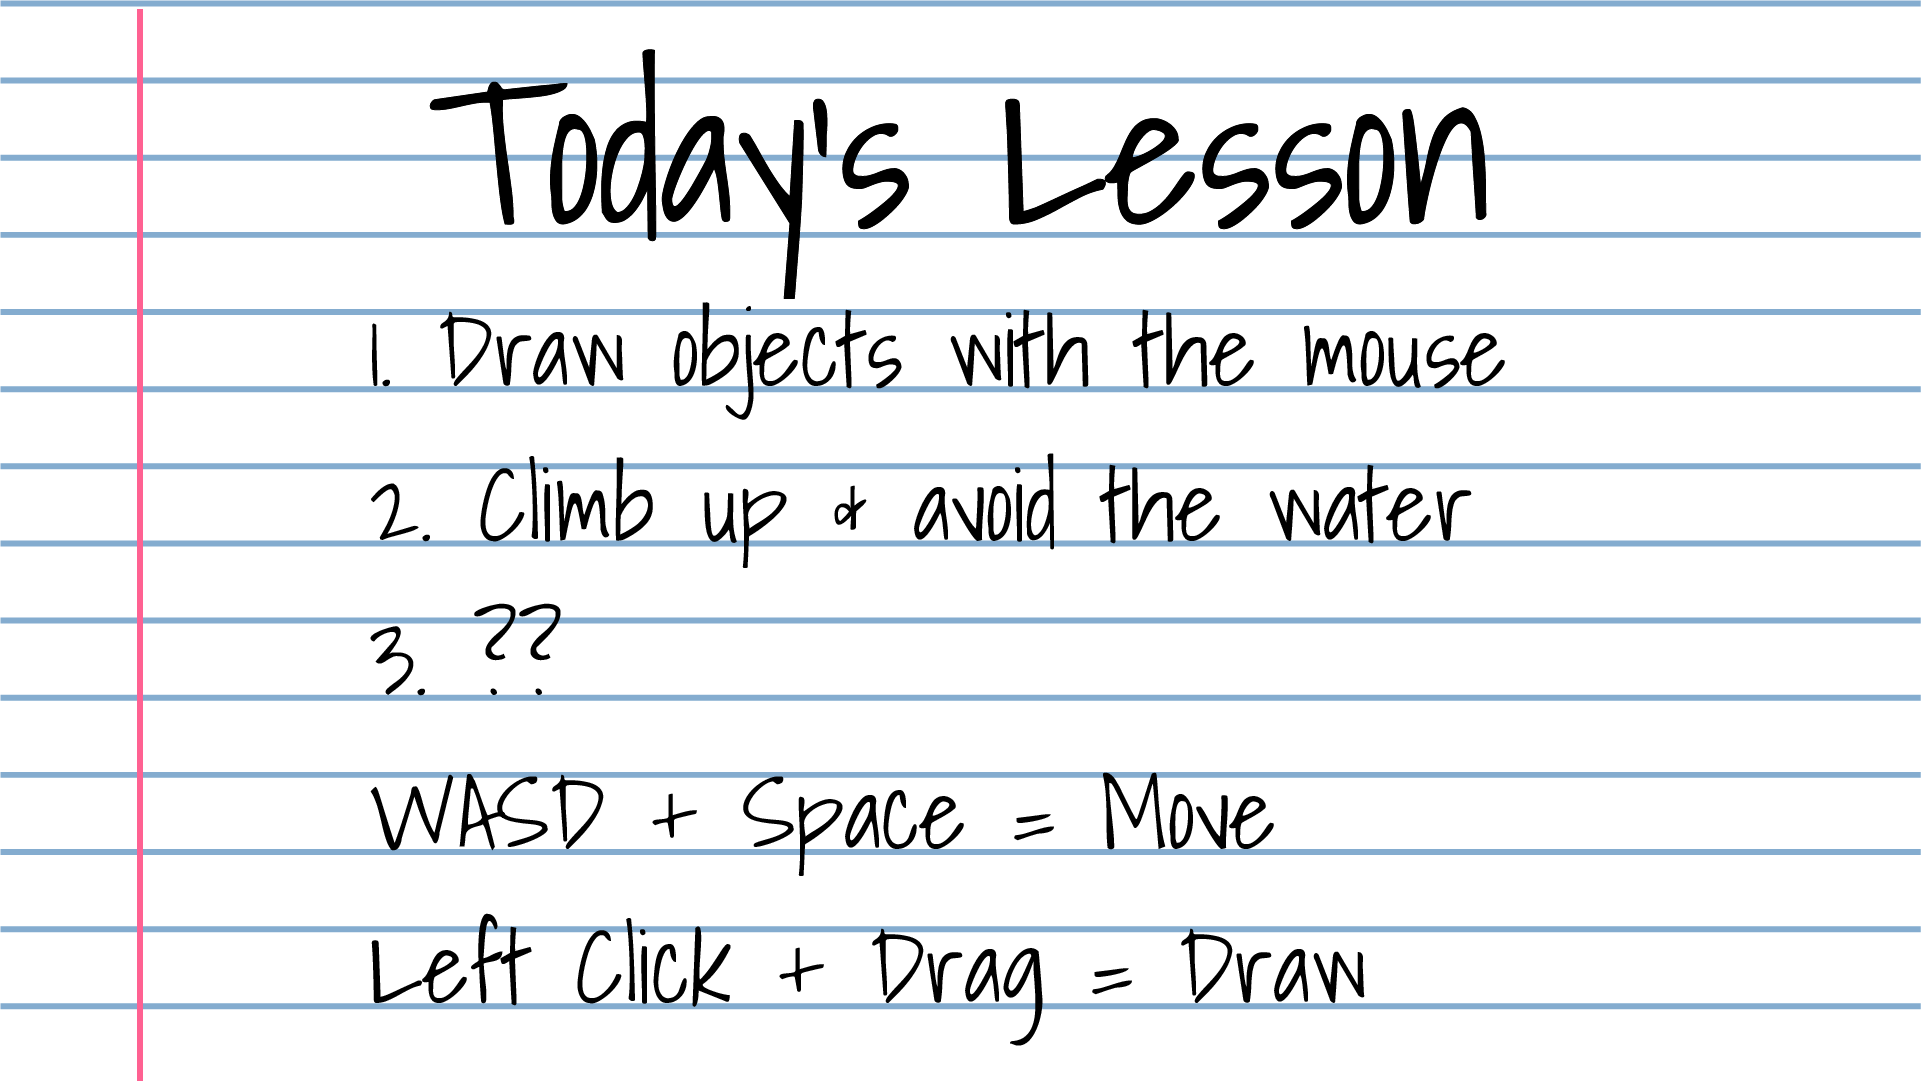 Today's Lesson
1. Draw objects with the mouse
2. Climb up & avoid the water
3. ??
WASD + Space = Move
Left Click + Drag = Draw